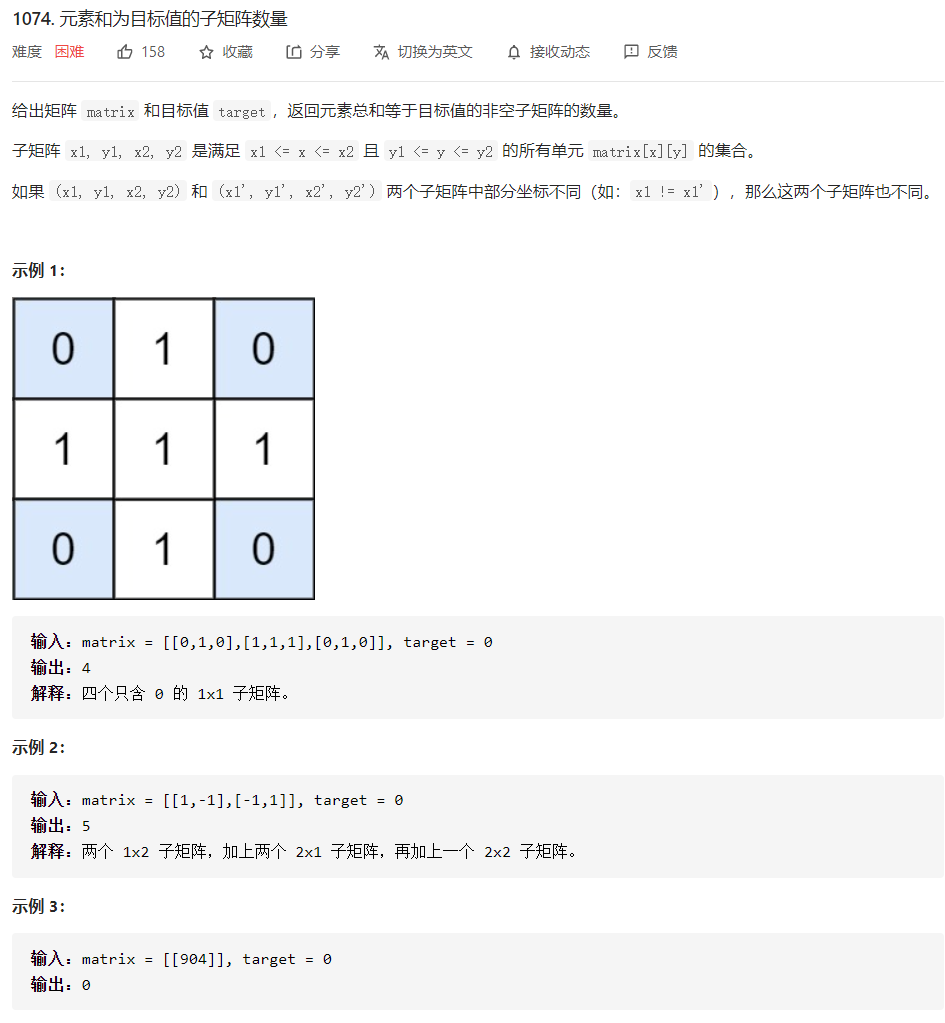 1074. 元素和为目标值的子矩阵数量
难度 困难 158 收藏 分享 切换为英文 接收动态 反馈
给出矩阵 matrix 和目标值 target，返回元素总和等于目标值的非空子矩阵的数量。
子矩阵 x1, y1, x2, y2 是满足 x1 <= x <= x2 且 y1 <= y <= y2 的所有单元 matrix[x][y] 的集合。
如果 (x1, y1, x2, y2) 和 (x1', y1', x2', y2') 两个子矩阵中部分坐标不同（如：x1 != x1'），那么这两个子矩阵也不同。
示例 1：
0 1 0
1 1 1
0 1 0
输入：matrix = [[0,1,0],[1,1,1],[0,1,0]], target = 0
输出：4
解释：四个只含 0 的 1x1 子矩阵。
示例 2：
输入：matrix = [[1,-1],[-1,1]], target = 0
输出：5
解释：两个 1x2 子矩阵，加上两个 2x1 子矩阵，再加上一个 2x2 子矩阵。
示例 3：
输入：matrix = [[904]], target = 0
输出：0